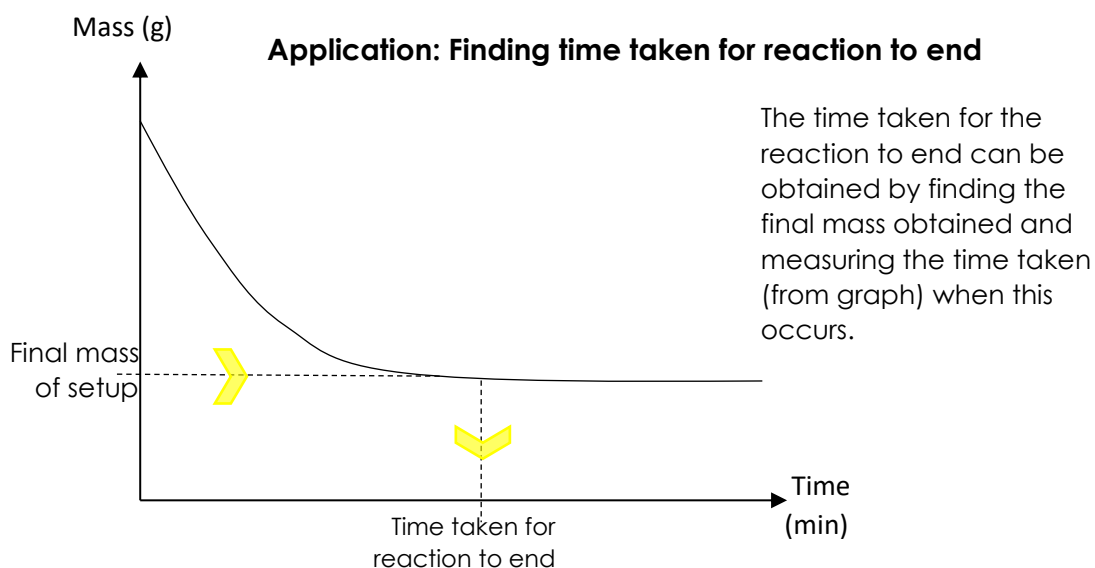 Mass (g)
Application: Finding time taken for reaction to end
The time taken for the
reaction to end can be
obtained by finding the
final mass obtained and
measuring the time taken
(from graph) when this
occurs.
Final mass
of setup
Time
(min)
Time taken for
reaction to end